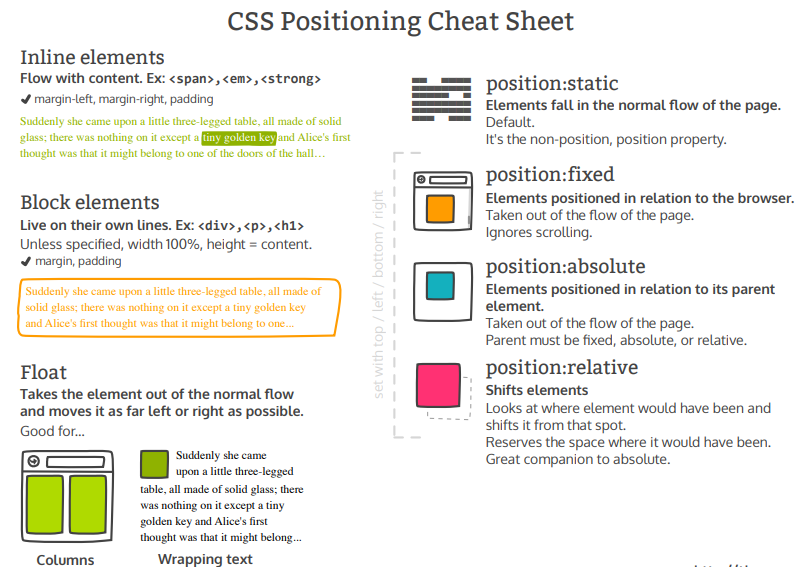 CSS Positioning Cheat Sheet
Inline elements
Flow with content. Ex: <span>,<em>,<strong>
✔ margin-left, margin-right, padding
Suddenly she came upon a little three-legged table, all made of solid
glass; there was nothing on it except a tiny golden key and Alice's first
thought was that it might belong to one of the doors of the hall…
Block elements
Live on their own lines. Ex: <div>,<p>,<h1>
Unless specified, width 100%, height = content.
✔ margin, padding
Suddenly she came upon a little three-legged table, all made of
solid glass; there was nothing on it except a tiny golden key
and Alice's first thought was that it might belong to one...
Float
Takes the element out of the normal flow
and moves it as far left or right as possible.
Good for...
Columns
Suddenly she came
upon a little three-legged
table, all made of solid glass; there
was nothing on it except a tiny
golden key and Alice's first
thought was that it might belong...
Wrapping text
position:static
Elements fall in the normal flow of the page.
Default.
It's the non-position, position property.
set with top / left / bottom / right
position:fixed
Elements positioned in relation to the browser.
Taken out of the flow of the page.
Ignores scrolling.
position:absolute
Elements positioned in relation to its parent
element.
Taken out of the flow of the page.
Parent must be fixed, absolute, or relative.
position:relative
Shifts elements
Looks at where element would have been and
shifts it from that spot.
Reserves the space where it would have been.
Great companion to absolute.